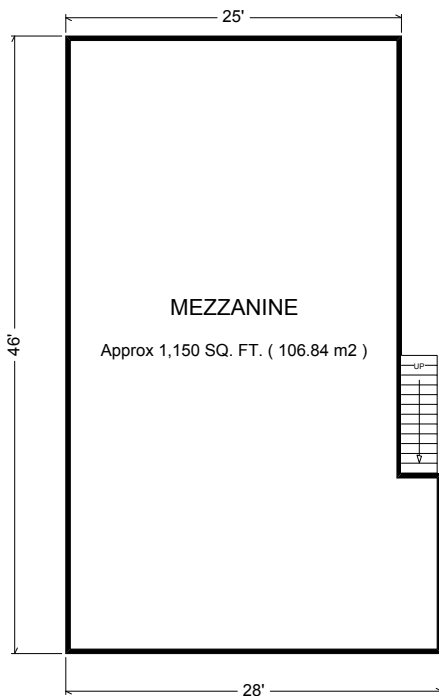 25'
46'
MEZZANINE
Approx 1,150 SQ. FT. ( 106.84 m2 )
UP
28'